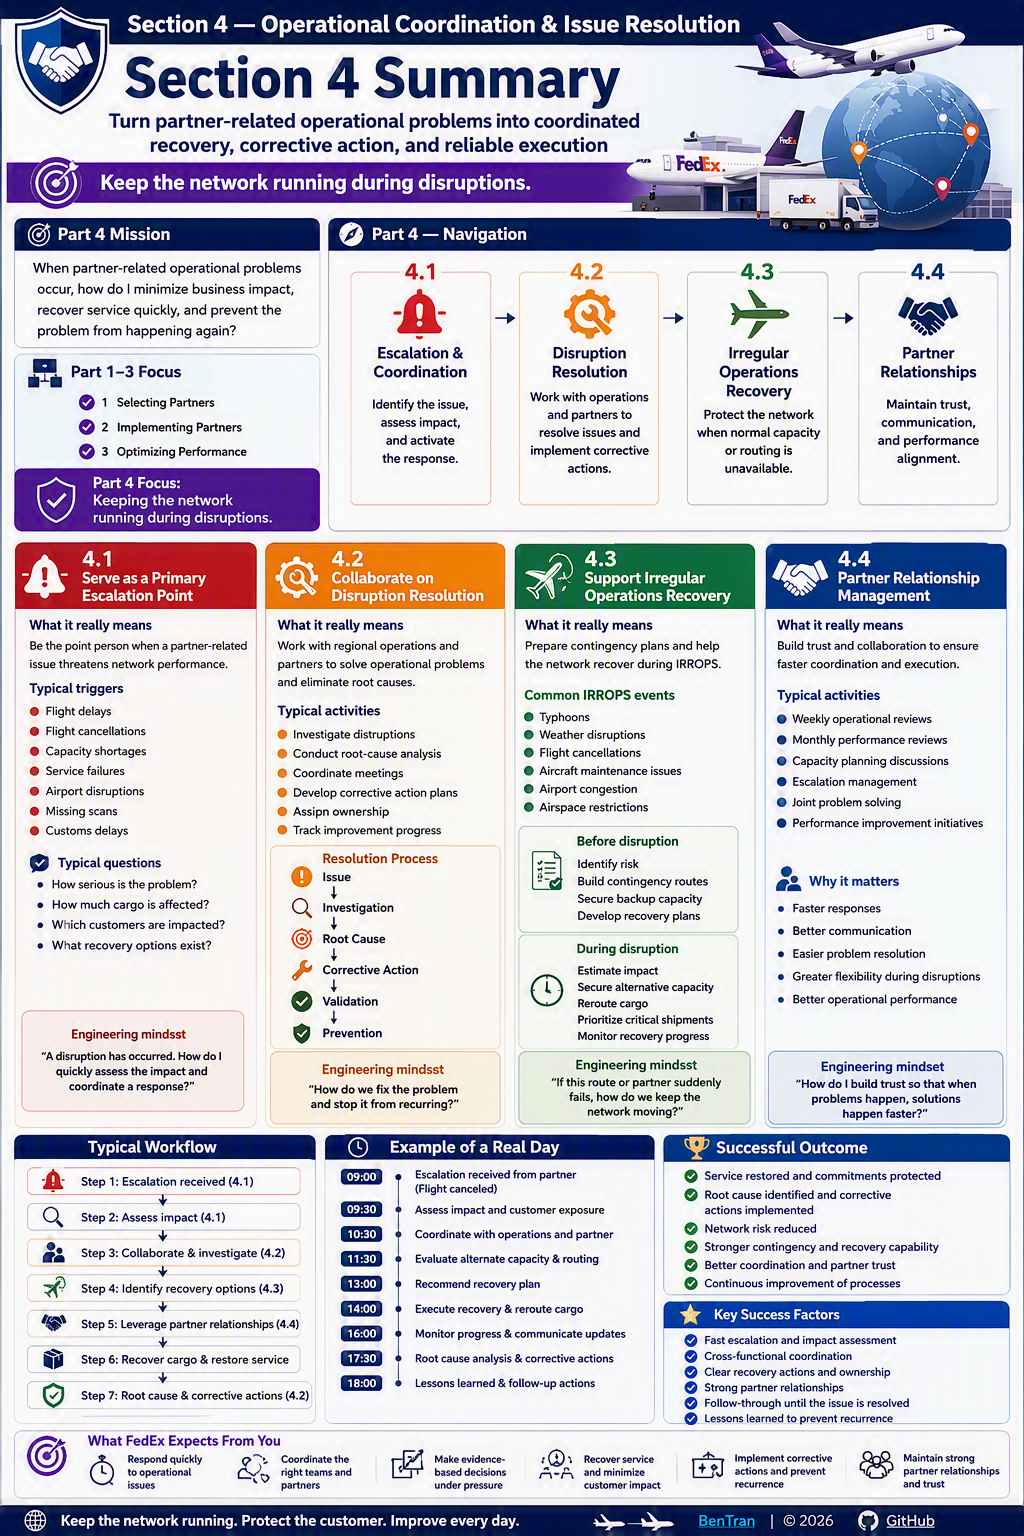 Section 4 — Operational Coordination & Issue Resolution
Section 4 Summary
Turn partner-related operational problems into coordinated
recovery, corrective action, and reliable execution
Keep the network running during disruptions.
FedEx
FedEx.
FedEx
Part 4 Mission
When partner-related operational problems
occur, how do I minimize business impact,
recover service quickly, and prevent the
problem from happening again?
Part 1–3 Focus
1 Selecting Partners
2 Implementing Partners
3 Optimizing Performance
Part 4 Focus:
Keeping the network
running during disruptions.
Part 4 — Navigation
4.1
Escalation &
Coordination
Identify the issue,
assess impact,
and activate
the response.
4.2
Disruption
Resolution
Work with operations
and partners to
resolve issues and
implement corrective
actions.
4.3
Irregular
Operations
Recovery
Protect the network
when normal capacity
or routing is
unavailable.
4.4
Partner
Relationships
Maintain trust,
communication,
and performance
alignment.
4.1
Serve as a Primary
Escalation Point
What it really means
Be the point person when a partner-related
issue threatens network performance.
Typical triggers
Flight delays
Flight cancellations
Capacity shortages
Service failures
Airport disruptions
Missing scans
Customs delays
Typical questions
How serious is the problem?
How much cargo is affected?
Which customers are impacted?
What recovery options exist?
Engineering mindsst
“A disruption has occurred. How do I
quickly assess the impact and
coordinate a response?”
4.2
Collaborate on
Disruption Resolution
What it really means
Work with regional operations and
partners to solve operational problems
and eliminate root causes.
Typical activities
Investigate distruptions
Conduct root-cause analysis
Coordinate meetings
Develop corrective action plans
Assipn ownership
Track improvement progress
Resolution Process
Issue
Investigation
Root Cause
Corrective Action
Validation
Prevention
Engineering mindsst
“How do we fix the problem
and stop it from recurring?”
4.3
Support Irregular
Operations Recovery
What it really means
Prepare contingency plans and help
the network recover during IRROPS.
Common IRROPS events
Typhoons
Weather disruptions
Flight cancellations
Aircraft maintenance issues
Airport congestion
Airspace restrictions
Before disruption
Identify risk
Build contingency routes
Secure backup capacity
Develop recovery plans
During disruption
Estimate impact
Secure alternative capacity
Reroute cargo
Prioritize critical shipments
Monitor recovery progress
Engineering mindsst
“If this route or partner suddenly
fails, how do we keep the
network moving?”
4.4
Partner Relationship
Management
What it really means
Build trust and collaboration to ensure
faster coordination and execution.
Typical activities
Weekly operational reviews
Monthly performance reviews
Capacity planning discussions
Escalation management
Joint problem solving
Performance improvement initiatives
Why it matters
Faster responses
Better communication
Easier problem resolution
Greater flexibility during disruptions
Better operational performance
Engineering mindset
“How do I build trust so that when
problems happen, solutions
happen faster?”
Typical Workflow
Step 1: Escalation received (4.1)
Step 2: Assess impact (4.1)
Step 3: Collaborate & investigate (4.2)
Step 4: Identify recovery options (4.3)
Step 5: Leverage partner relationships (4.4)
Step 6: Recover cargo & restore service
Step 7: Root cause & corrective actions (4.2)
Example of a Real Day
09:00 Escalation received from partner
(Flight canceled)
09:30 Assess impact and customer exposure
10:30 Coordinate with operations and partner
11:30 Evaluate alternate capacity & routing
13:00 Recomend recovery plan
14:00 Execute recovery & reroute cargo
16:00 Monitor progress & communicate updates
17:30 Root cause analysis & corrective actions
18:00 Lessons learned & follow-up actions
Successful Outcome
Service restored and commitments protected
Root cause identified and corrective
actions implemented
Network risk reduced
Stronger contingency and recovery capability
Better coordination and partner trust
Continuous improvement of processes
Key Success Factors
Fast escalation and impact assessment
Cross-functional coordination
Clear recovery actions and ownership
Strong partner relationships
Follow-through until the issue is resolved
Lessons learned to prevent recurrence
What FedEx Expects From You
Respond quickly
to operational
issues
Coordinate the
right teams and
partners
Make evidence-
based decisions
under pressure
Recover service
and minimize
customer impact
Implement corrective
actions and prevent
recurrence
Maintain strong
partner relationships
and trust
Keep the network running. Protect the customer. Improve every day.
BenTran | © 2026
GitHub